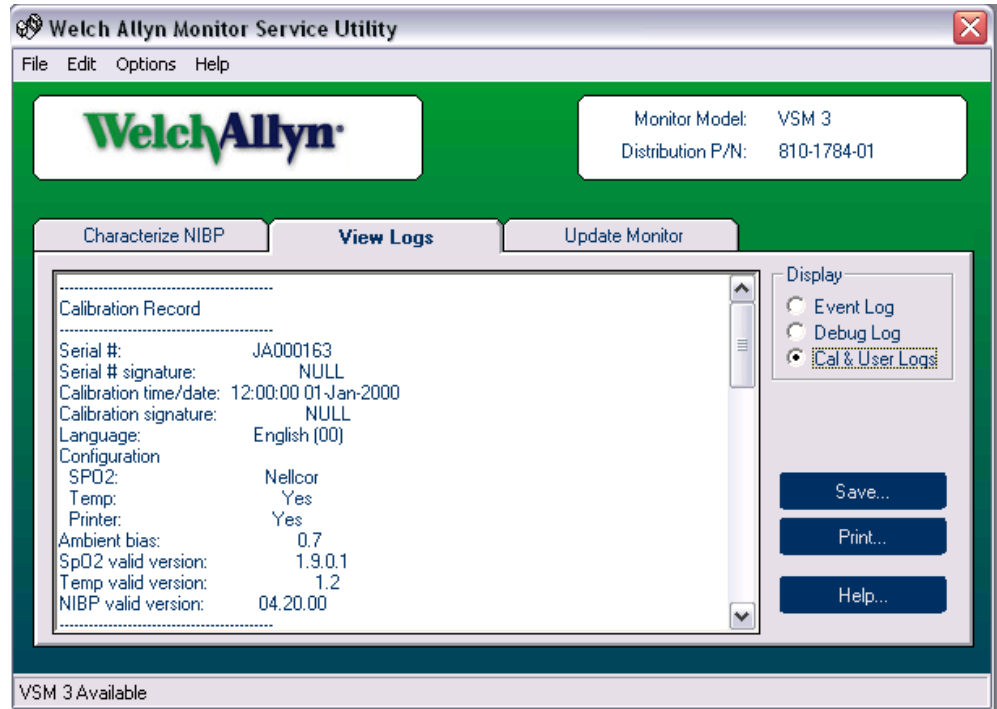 Welch Allyn Monitor Service Utility
File Edit Options Help
WelchAllyn
Monitor Model: VSM 3
Distribution P/N: 810-1784-01
Characterize NIBP
View Logs
Update Monitor
------------------------------------------
Calibration Record
------------------------------------------
Serial #: JA000163
Serial # signature: NULL
Calibration time/date: 12:00:00 01-Jan-2000
Calibration signature: NULL
Language: English (00)
Configuration
SPO2: Nellcor
Temp: Yes
Printer: Yes
Ambient bias: 0.7
SpO2 valid version: 1.9.0.1
Temp valid version: 1.2
NIBP valid version: 04.20.00
------------------------------------------
Display
Event Log
Debug Log
Cal & User Logs
Save...
Print...
Help...
VSM 3 Available